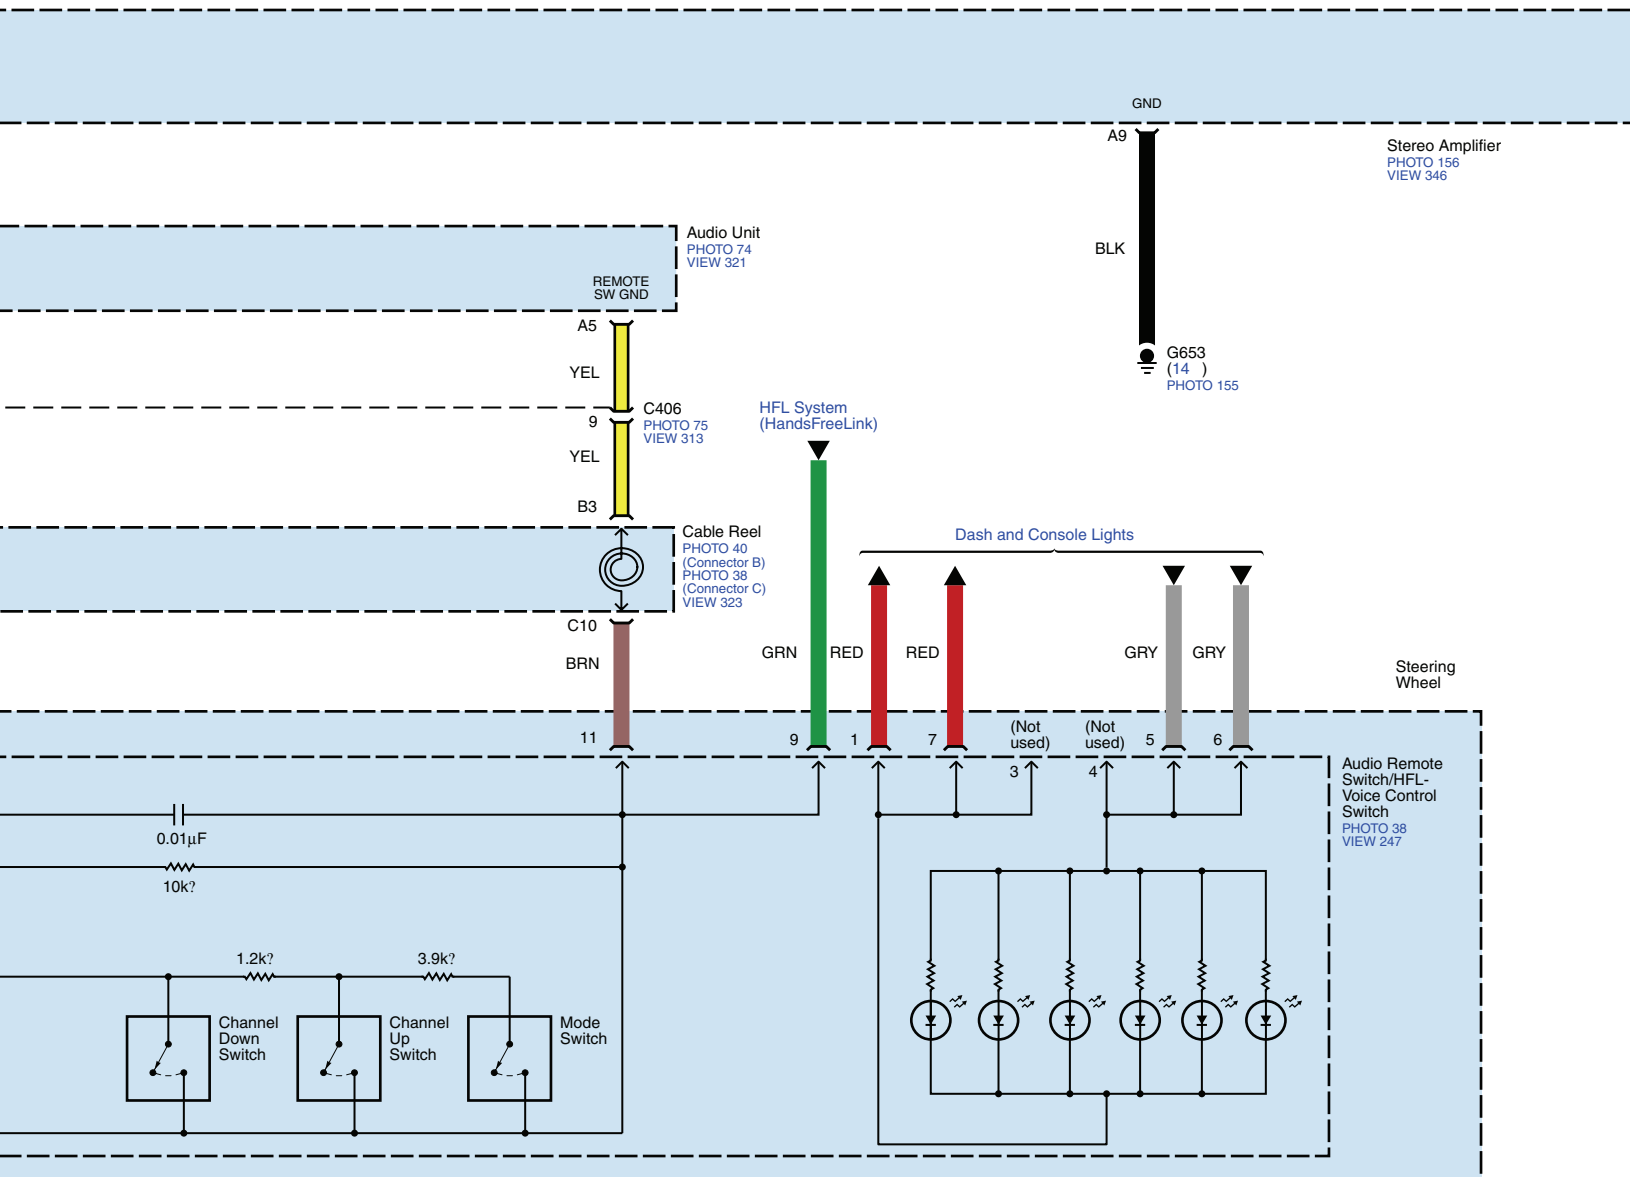 GND
A9
Stereo Amplifier
PHOTO 156
VIEW 346
BLK
G653
(14 )
PHOTO 155
Audio Unit
PHOTO 74
VIEW 321
REMOTE
SW GND
A5
YEL
C406
PHOTO 75
VIEW 313
9
YEL
B3
HFL System
(HandsFreeLink)
Cable Reel
PHOTO 40
(Connector B)
PHOTO 38
(Connector C)
VIEW 323
Dash and Console Lights
C10
BRN
GRN
RED
RED
GRY
GRY
Steering
Wheel
11
9
1
7
(Not
used)
3
(Not
used)
4
5
6
Audio Remote
Switch/HFL-
Voice Control
Switch
PHOTO 38
VIEW 247
0.01μF
10k?
1.2k?
3.9k?
Channel
Down
Switch
Channel
Up
Switch
Mode
Switch